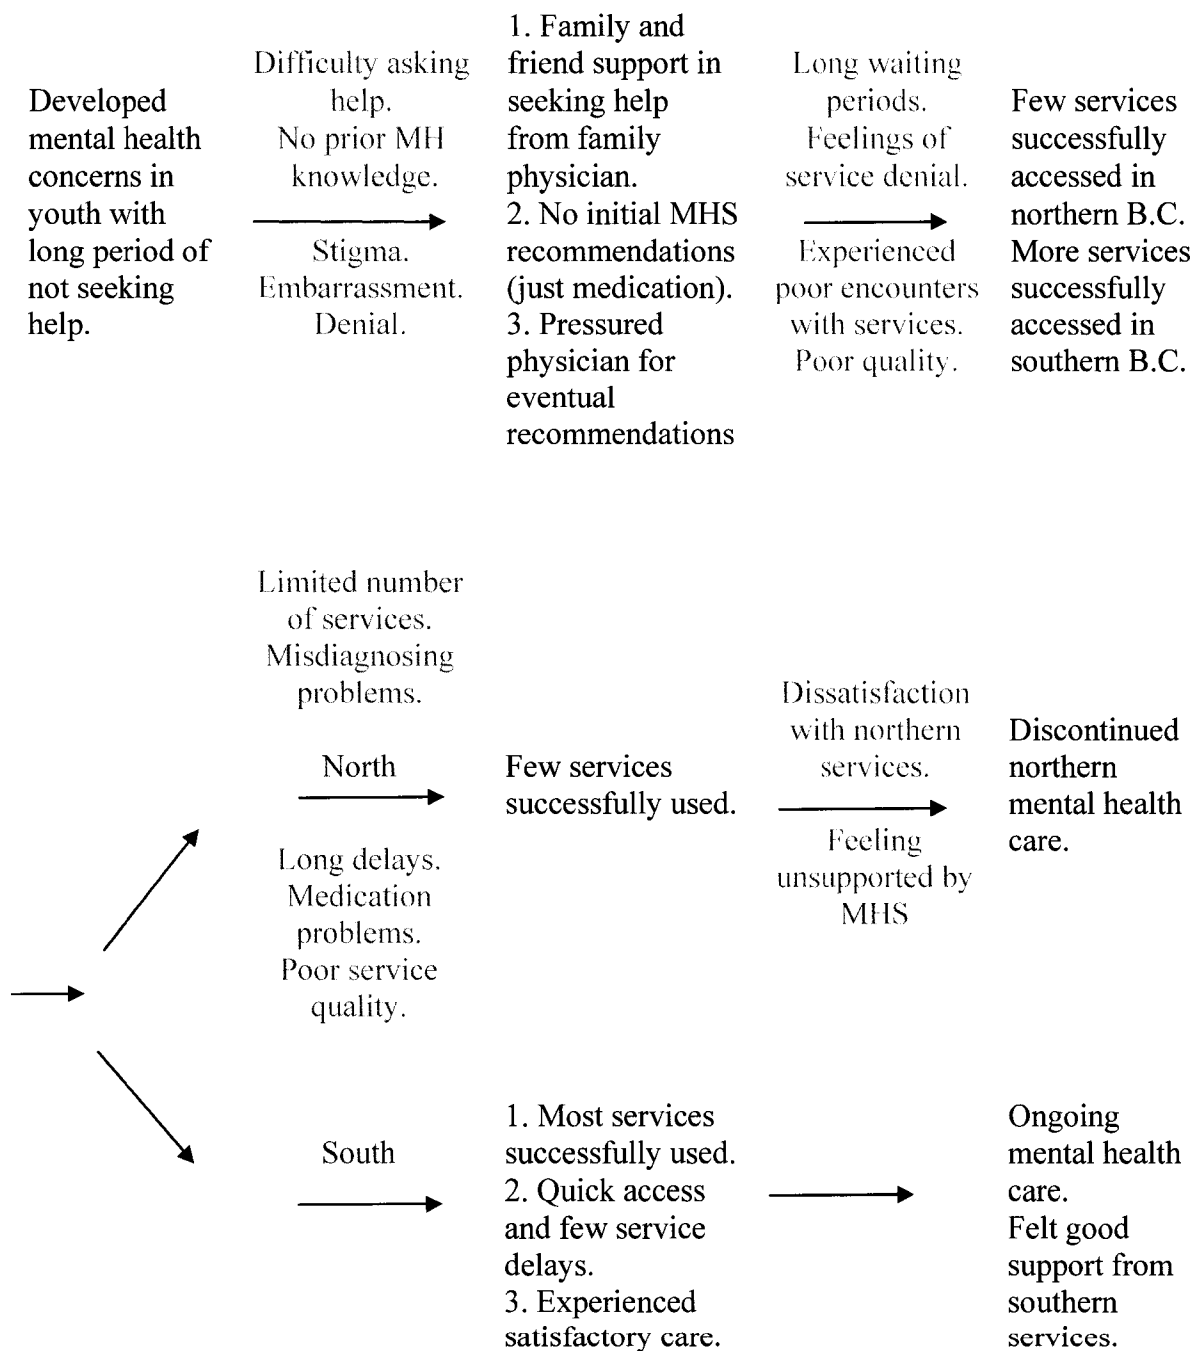 Developed
mental health
concerns in
youth with
long period of
not seeking
help.
Difficulty asking
help.
No prior MH
knowledge.
Stigma.
Embarrassment.
Denial.
1. Family and
friend support in
seeking help
from family
physician.
2. No initial MHS
recommendations
(just medication).
3. Pressured
physician for
eventual
recommendations
Long waiting
periods.
Feelings of
service denial.
Experienced
poor encounters
with services.
Poor quality.
Few services
successfully
accessed in
northern B.C.
More services
successfully
accessed in
southern B.C.
Limited number
of services.
Misdiagnosing
problems.
North
Long delays.
Medication
problems.
Poor service
quality.
Few services
successfully used.
Dissatisfaction
with northern
services.
Feeling
unsupported by
MHS
Discontinued
northern
mental health
care.
South
1. Most services
successfully used.
2. Quick access
and few service
delays.
3. Experienced
satisfactory care.
Ongoing
mental health
care.
Felt good
support from
southern
services.